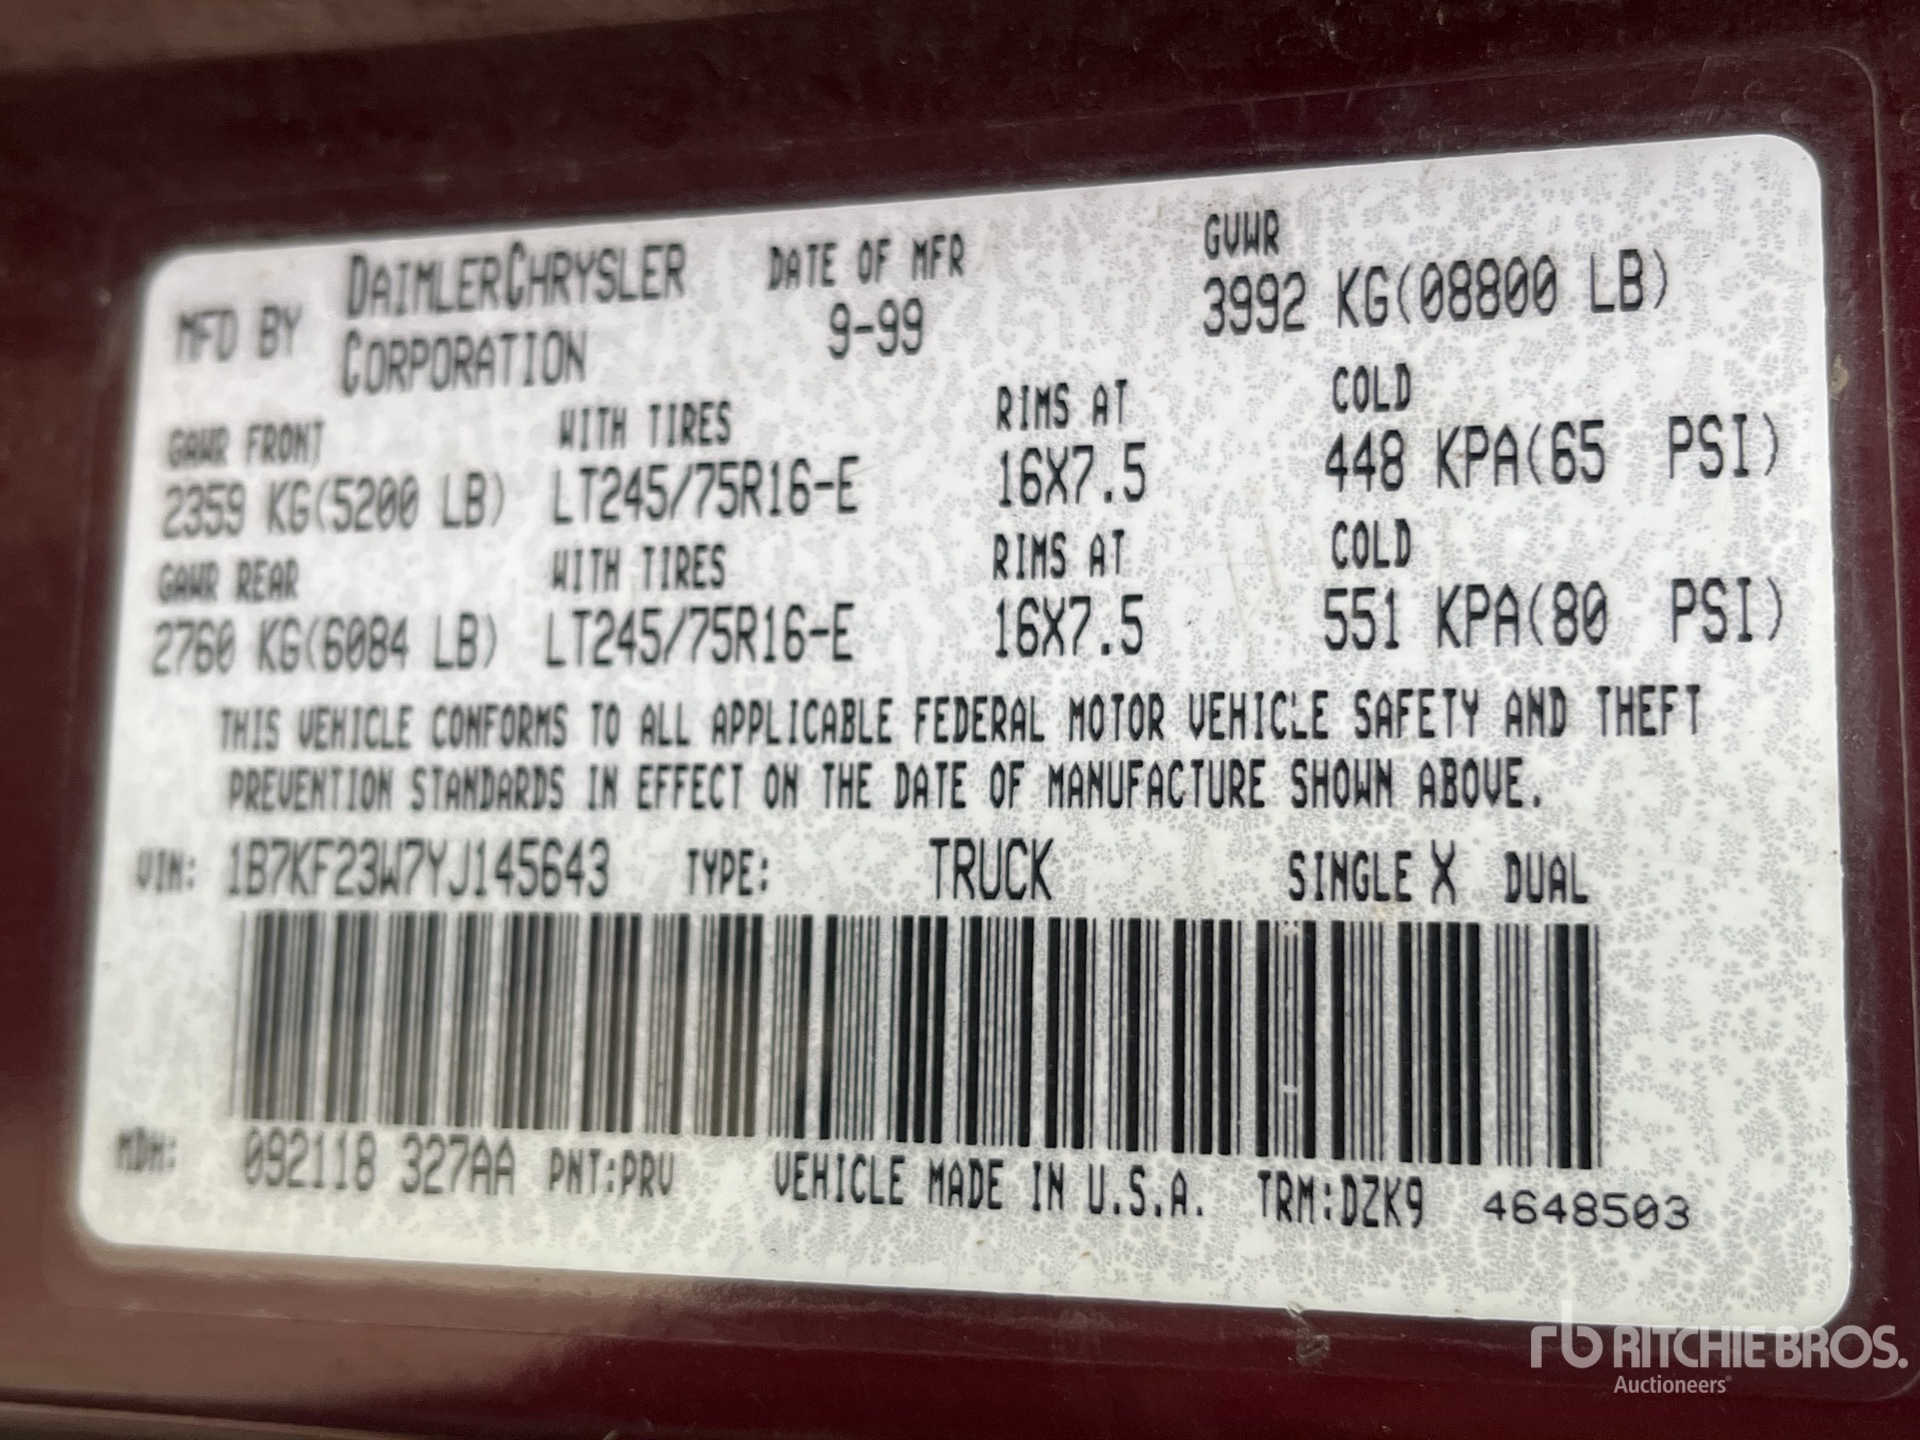 MFD BY DAIMLERCHRYSLER CORPORATION
DATE OF MFR
9-99
GVWR
3992 KG(08800 LB)
GAWR FRONT WITH TIRES RIMS AT COLD
2359 KG(5200 LB) LT245/75R16-E 16X7.5 448 KPA(65 PSI)
GAWR REAR WITH TIRES RIMS AT COLD
2760 KG(6084 LB) LT245/75R16-E 16X7.5 551 KPA(80 PSI)
THIS VEHICLE CONFORMS TO ALL APPLICABLE FEDERAL MOTOR VEHICLE SAFETY AND THEFT
PREVENTION STANDARDS IN EFFECT ON THE DATE OF MANUFACTURE SHOWN ABOVE.
VIN: 1B7KF23W7YJ145643 TYPE: TRUCK SINGLE X DUAL
MDH: 092118 327AA PNT:PRV VEHICLE MADE IN U.S.A. TRM:DZK9 4648503
rb RITCHIE BROS.
Auctioneers®